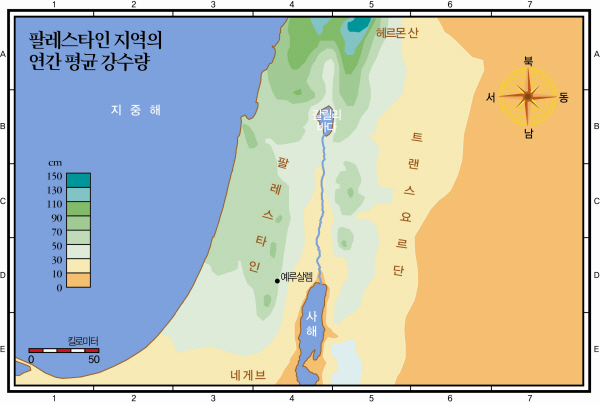 1 2 3 4 5 6 7
팔레스타인 지역의
연간 평균 강수량
헤르몬산
A A
북
서 동
남
지중해
갈릴리
바다
B B
트랜스요르단
팔레스타인
cm
150
130
110
90
70
50
30
10
0
C C
D D
예루살렘
사해
킬로미터
0 50
E E
네게브
1 2 3 4 5 6 7